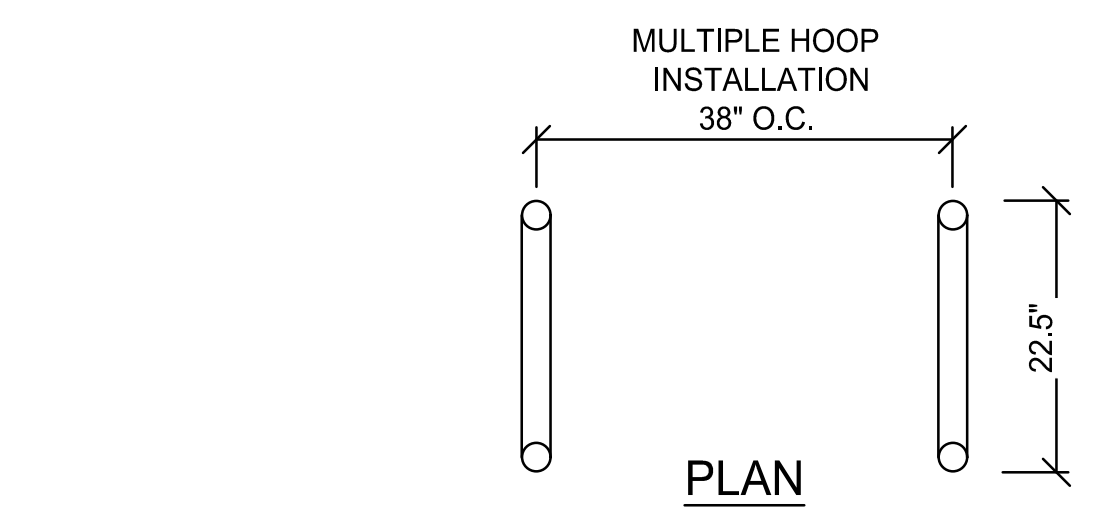 MULTIPLE HOOP
INSTALLATION
38" O.C.
22.5"
PLAN